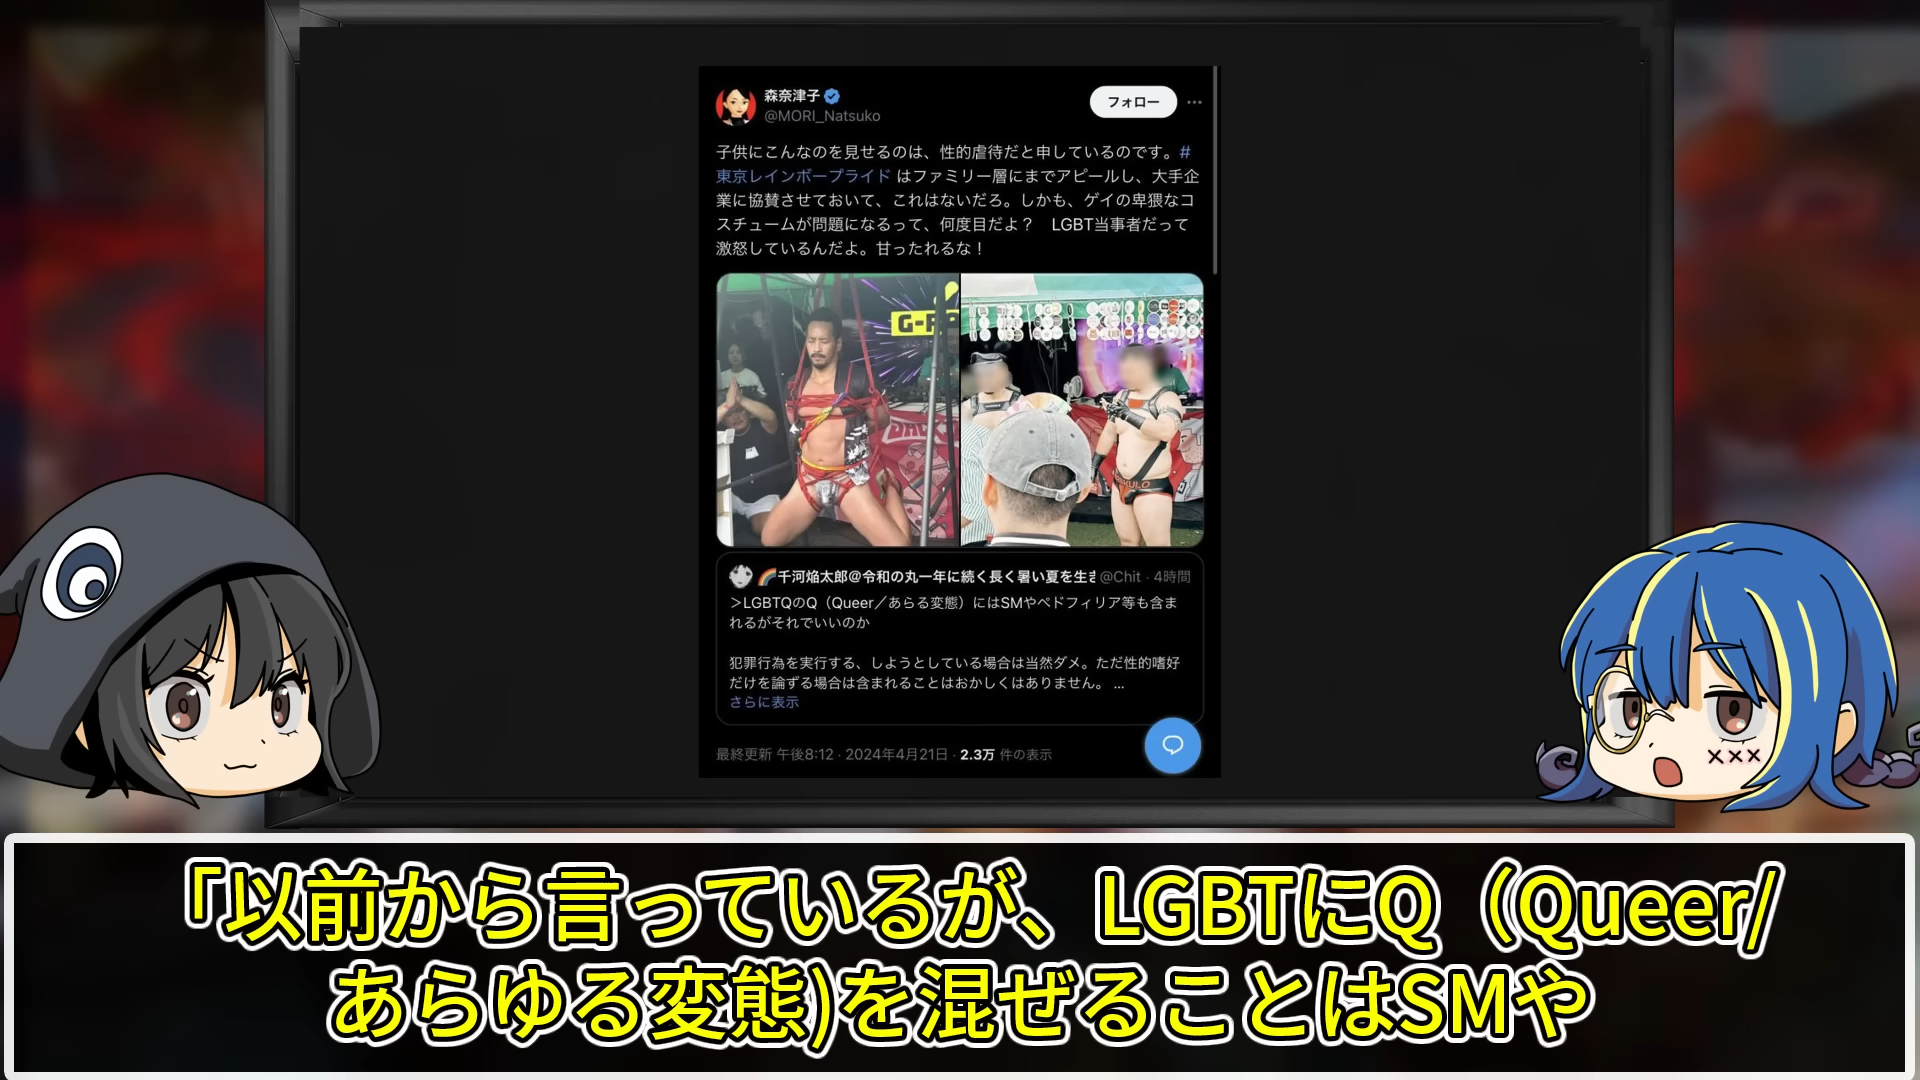 森奈津子
@MORI_Natsuko
フォロー
子供にこんなのを見せるのは、性的虐待だと申しているのです。#
東京レインボープライド はファミリー層にまでアピールし、大手企
業に協賛させておいて、これはないだろ。しかも、ゲイの卑猥なコ
スチュームが問題になるって、何度目だよ？　LGBT当事者だって
激怒しているんだよ。甘ったれるな！
千河焔太郎@令和の丸一年に続く長く暑い夏を生き @Chit · 4時間
＞LGBTQのQ（Queer／あらる変態）にはSMやペドフィリア等も含ま
れるがそれでいいのか
犯罪行為を実行する、しようとしている場合は当然ダメ。ただ性的嗜好
だけを論ずる場合は含まれることはおかしくはありません。 ...
さらに表示
最終更新 午後8:12 · 2024年4月21日 · 2.3万 件の表示
「以前から言っているが、LGBTにQ（Queer/
あらゆる変態)を混ぜることはSMや